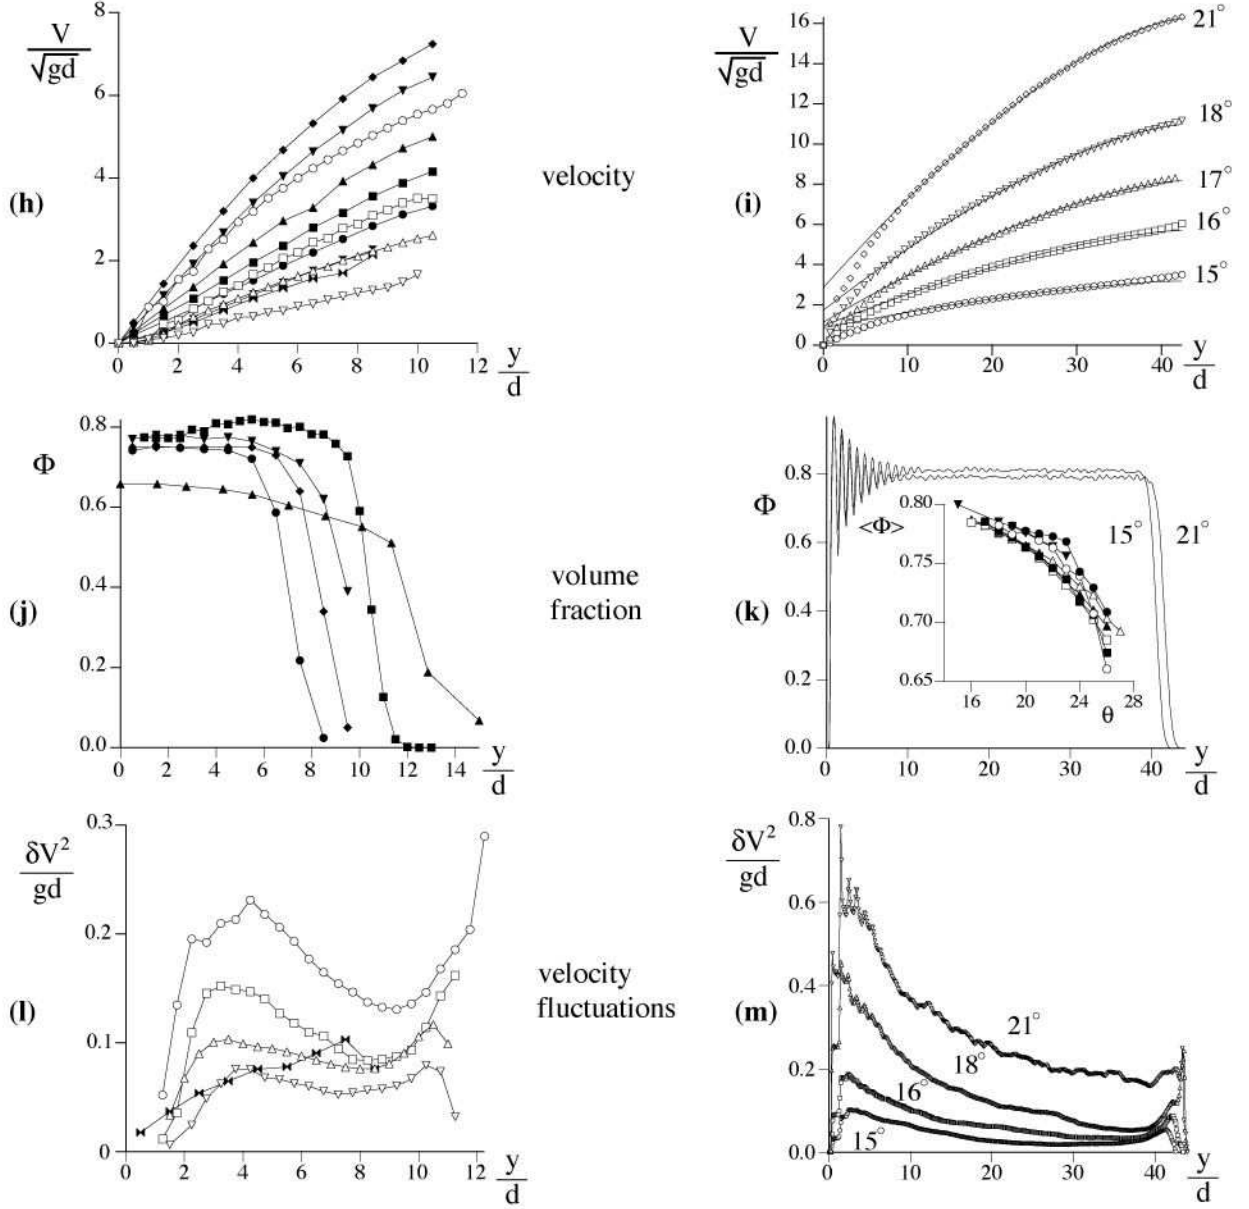 8
6
4
2
0
V
√gd
(h)
0 2 4 6 8 10 12
y
d
velocity
16
14
12
10
8
6
4
2
0
V
√gd
(i)
21°
18°
17°
16°
15°
0 10 20 30 40
y
d
0.8
0.6
0.4
0.2
0.0
Φ
(j)
0 2 4 6 8 10 12 14
y
d
volume
fraction
0.8
0.6
0.4
0.2
0.0
Φ
(k)
<Φ>
0.80
0.75
0.70
0.65
16 20 24 28
θ
15° 21°
0 10 20 30 40
y
d
0.3
0.2
0.1
0
δV²
gd
(l)
0 2 4 6 8 10 12
y
d
velocity
fluctuations
0.8
0.6
0.4
0.2
0.0
δV²
gd
(m)
21°
18°
16°
15°
0 10 20 30 40
y
d